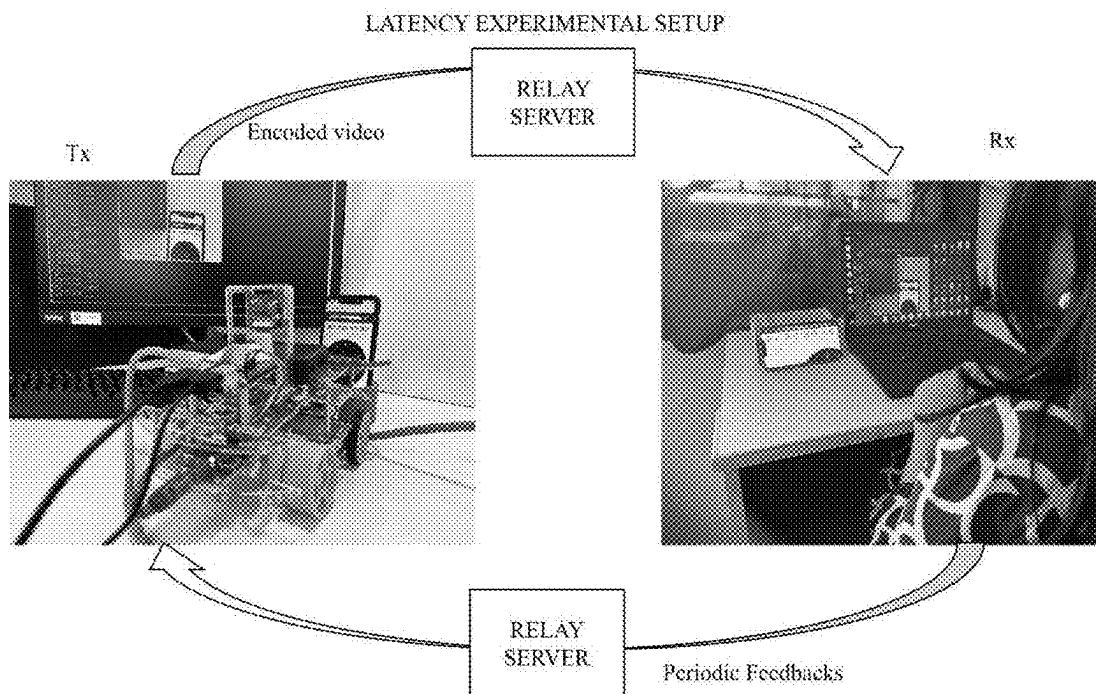 LATENCY EXPERIMENTAL SETUP
RELAY
SERVER
Encoded video
Tx
Rx
RELAY
SERVER
Periodic Feedbacks